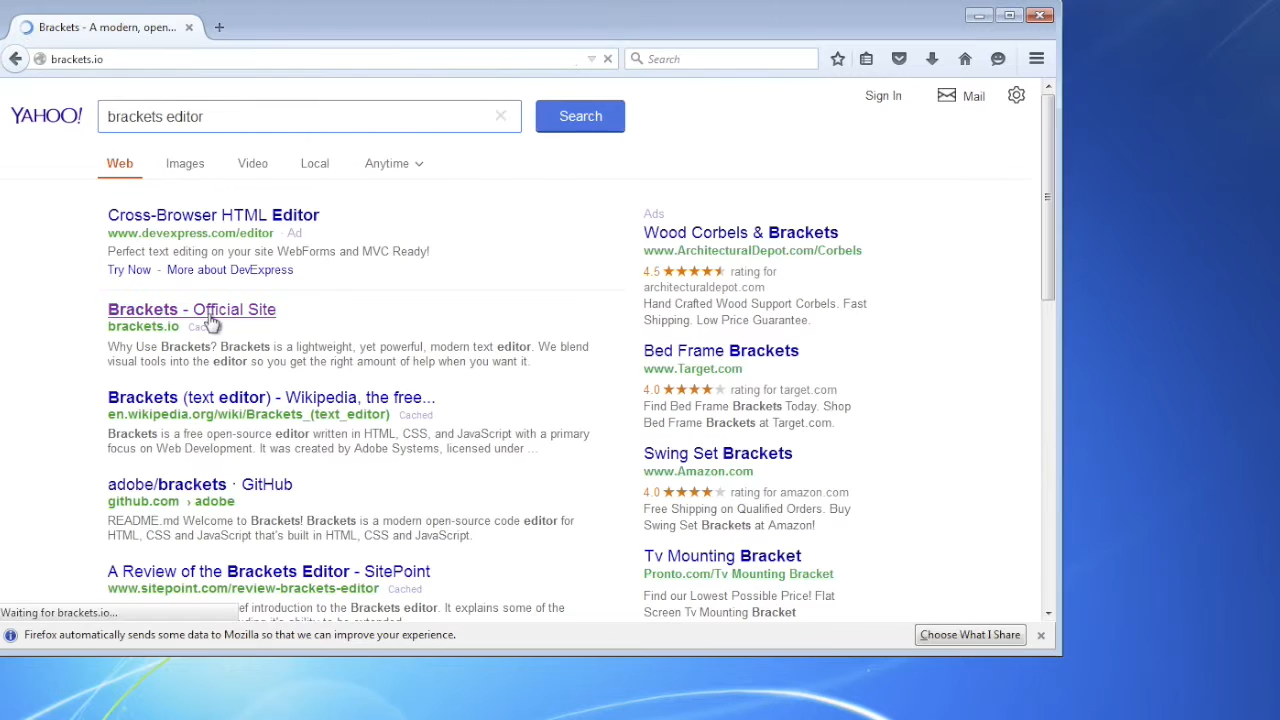 Brackets - A modern, open...
brackets.io
Search
Sign In
Mail
YAHOO!
brackets editor
Search
Web
Images
Video
Local
Anytime
Cross-Browser HTML Editor
www.devexpress.com/editor · Ad
Perfect text editing on your site WebForms and MVC Ready!
Try Now - More about DevExpress
Brackets - Official Site
brackets.io
Why Use Brackets? Brackets is a lightweight, yet powerful, modern text editor. We blend
visual tools into the editor so you get the right amount of help when you want it.
Brackets (text editor) - Wikipedia, the free...
en.wikipedia.org/wiki/Brackets_(text_editor) Cached
Brackets is a free open-source editor written in HTML, CSS, and JavaScript with a primary
focus on Web Development. It was created by Adobe Systems, licensed under ...
adobe/brackets · GitHub
github.com › adobe
README.md Welcome to Brackets! Brackets is a modern open-source code editor for
HTML, CSS and JavaScript that's built in HTML, CSS and JavaScript.
A Review of the Brackets Editor - SitePoint
www.sitepoint.com/review-brackets-editor Cached
ef introduction to the Brackets editor. It explains some of the
Ads
Wood Corbels & Brackets
www.ArchitecturalDepot.com/Corbels
4.5 ★★★★★ rating for
architecturaldepot.com
Hand Crafted Wood Support Corbels. Fast
Shipping. Low Price Guarantee.
Bed Frame Brackets
www.Target.com
4.0 ★★★★★ rating for target.com
Find Bed Frame Brackets Today. Shop
Bed Frame Brackets at Target.com.
Swing Set Brackets
www.Amazon.com
4.0 ★★★★★ rating for amazon.com
Free Shipping on Qualified Orders. Buy
Swing Set Brackets at Amazon!
Tv Mounting Bracket
Pronto.com/Tv Mounting Bracket
Find our Lowest Possible Price! Flat
Screen Tv Mounting Bracket
Waiting for brackets.io...
Firefox automatically sends some data to Mozilla so that we can improve your experience.
Choose What I Share